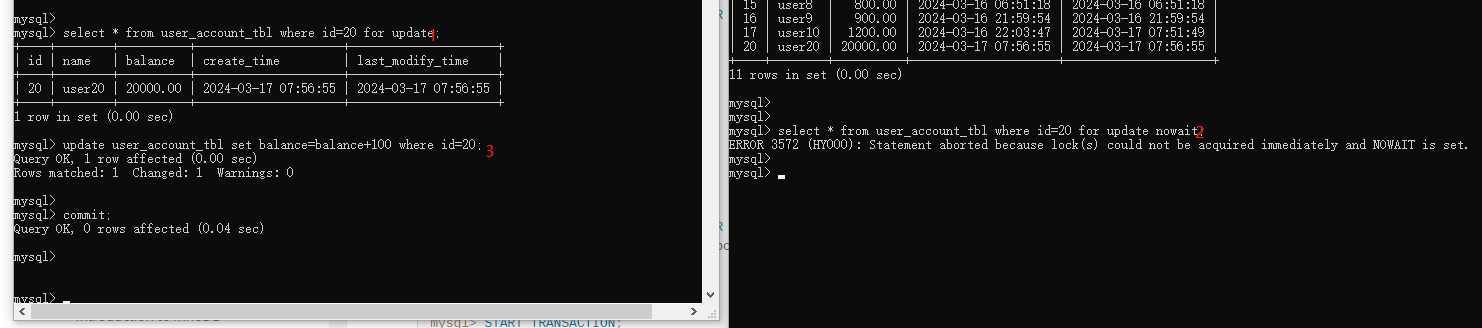 mysql>
mysql> select * from user_account_tbl where id=20 for update;
1
| id | name | balance | create_time | last_modify_time |
| 20 | user20 | 20000.00 | 2024-03-17 07:56:55 | 2024-03-17 07:56:55 |
1 row in set (0.00 sec)
mysql> update user_account_tbl set balance=balance+100 where id=20;
3
Query OK, 1 row affected (0.00 sec)
Rows matched: 1 Changed: 1 Warnings: 0
mysql>
mysql> commit;
Query OK, 0 rows affected (0.04 sec)
mysql>
mysql>
mysql> START TRANSACTION;
| 15 | user8 | 800.00 | 2024-03-16 06:51:18 | 2024-03-16 06:51:18 |
| 16 | user9 | 900.00 | 2024-03-16 21:59:54 | 2024-03-16 21:59:54 |
| 17 | user10 | 1200.00 | 2024-03-16 22:03:47 | 2024-03-17 07:51:49 |
| 20 | user20 | 20000.00 | 2024-03-17 07:56:55 | 2024-03-17 07:56:55 |
11 rows in set (0.00 sec)
mysql>
mysql>
mysql> select * from user_account_tbl where id=20 for update nowait;
2
ERROR 3572 (HY000): Statement aborted because lock(s) could not be acquired immediately and NOWAIT is set.
mysql>
mysql>